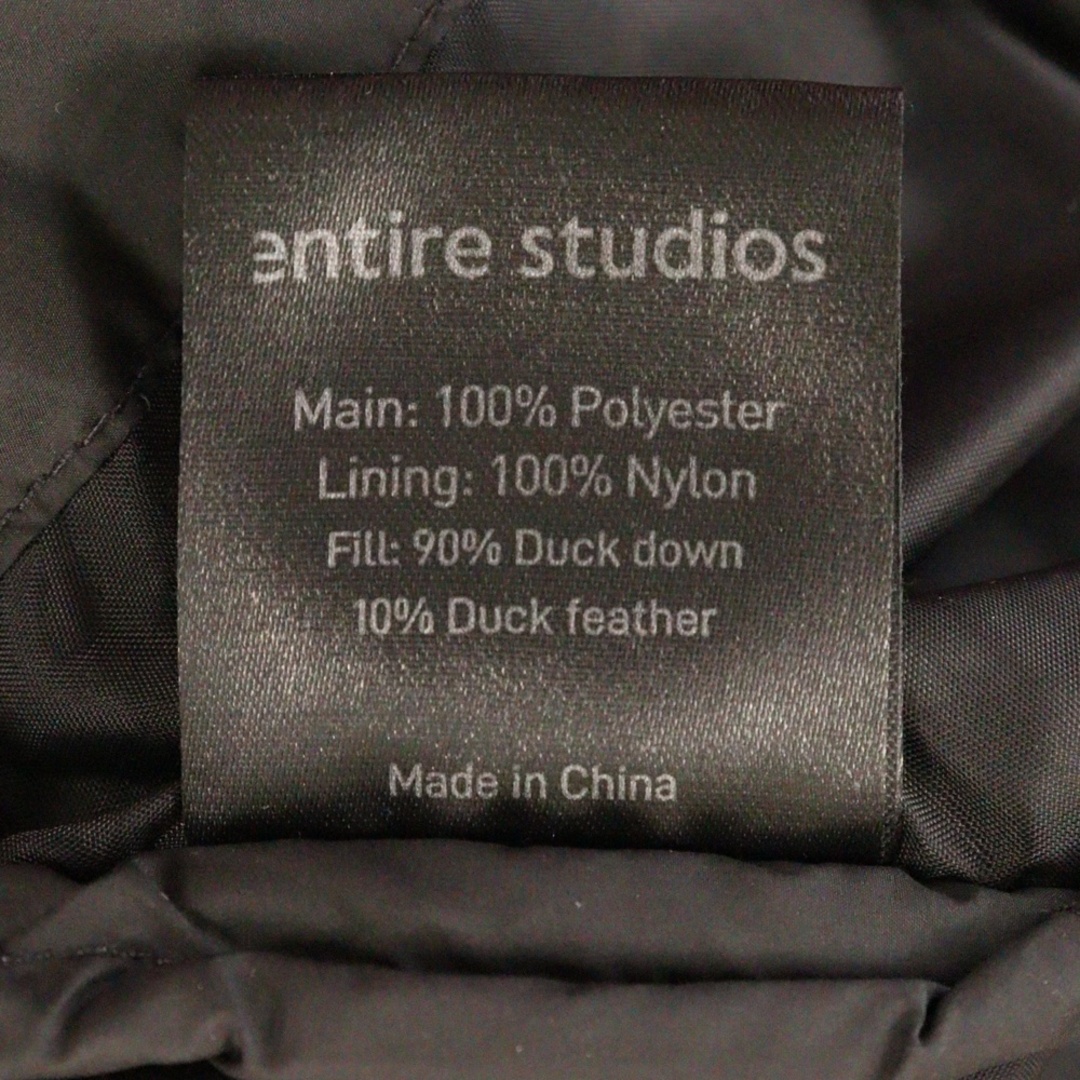 entire studios
Main: 100% Polyester
Lining: 100% Nylon
Fill: 90% Duck down
10% Duck feather
Made in China